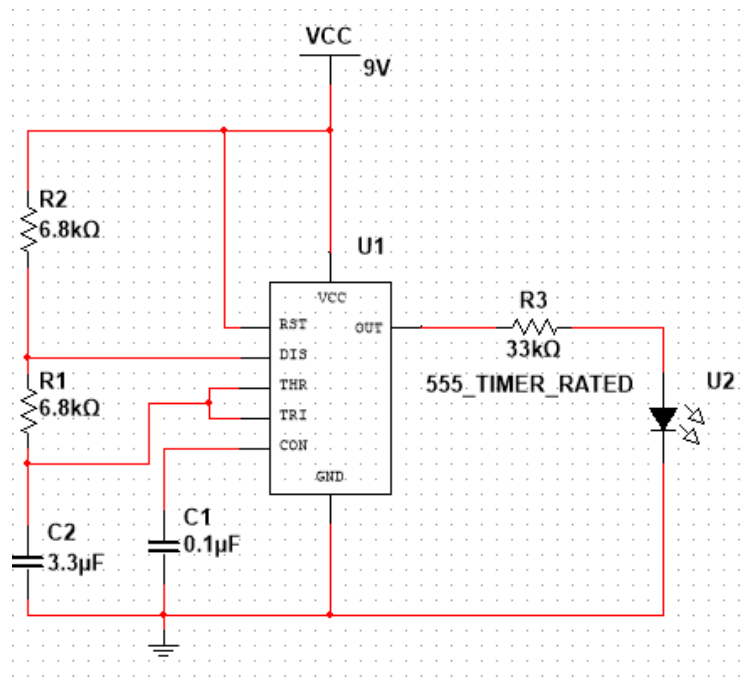 VCC
9V
R2
6.8kΩ
U1
VCC
RST
OUT
DIS
THR
TRI
CON
GND
R3
33kΩ
555_TIMER_RATED
U2
R1
6.8kΩ
C1
0.1µF
C2
3.3µF